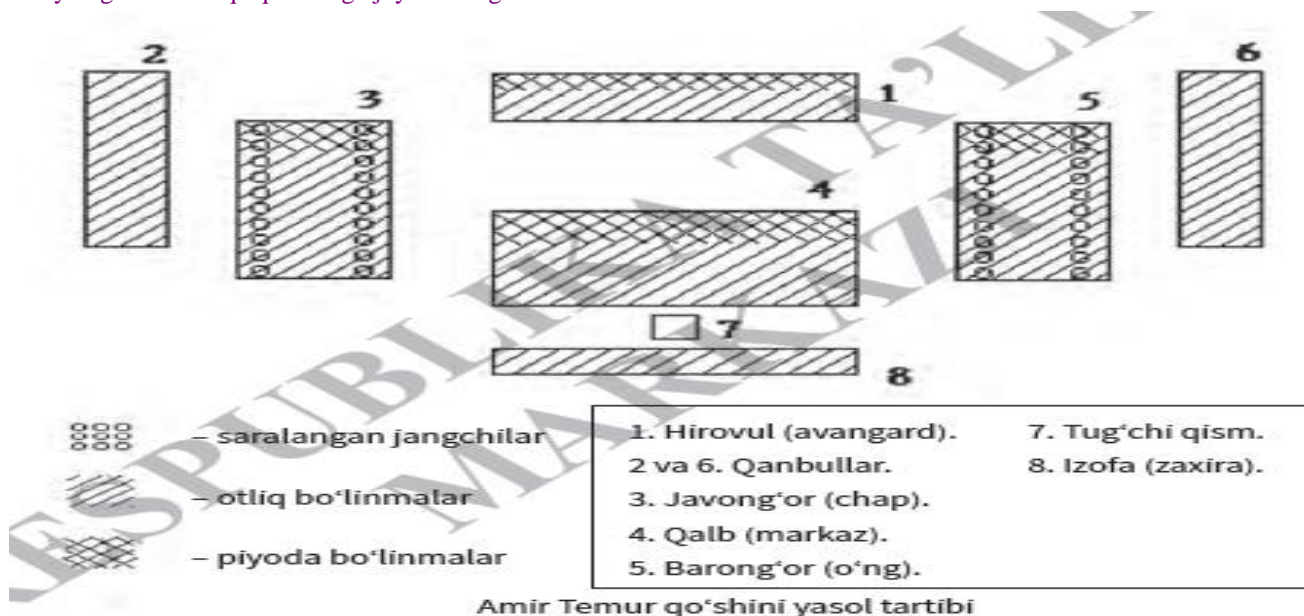 2
6
3
1
5
4
7
8
– saralangan jangchilar
– otliq bo‘linmalar
– piyoda bo‘linmalar
1. Hirovul (avangard).
2 va 6. Qanbullar.
3. Javong‘or (chap).
4. Qalb (markaz).
5. Barong‘or (o‘ng).
7. Tug‘chi qism.
8. Izofa (zaxira).
Amir Temur qo‘shini yasol tartibi
MARKAZI